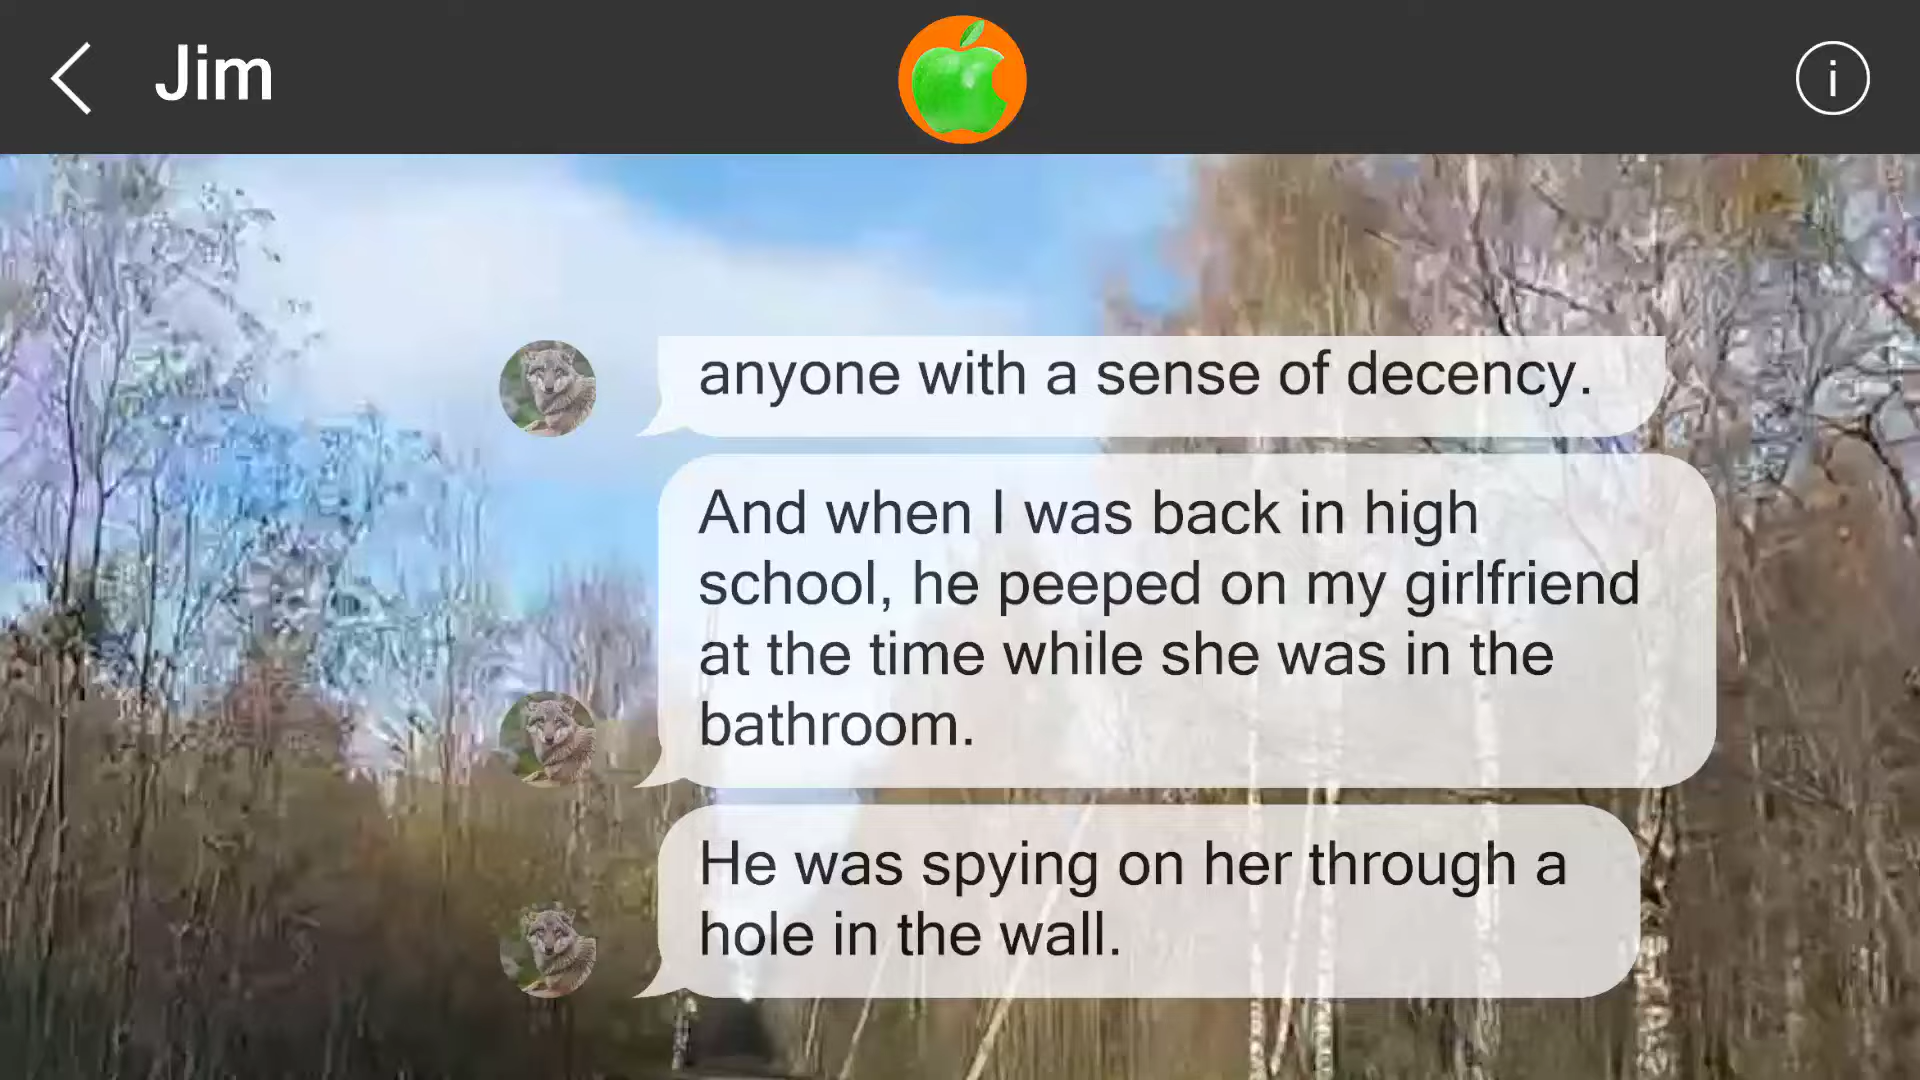 Jim
i
anyone with a sense of decency.
And when I was back in high
school, he peeped on my girlfriend
at the time while she was in the
bathroom.
He was spying on her through a
hole in the wall.